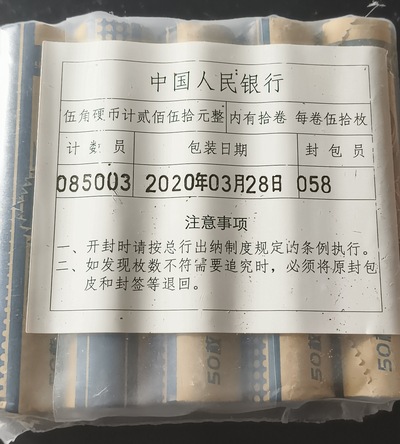 中国人民银行
伍角硬币计贰佰伍拾元整 内有拾卷 每卷伍拾枚
计数员 包装日期 封包员
085003 2020年03月28日 058
注意事项
一、开封时请按总行出纳制度规定的条例执行。
二、如发现枚数不符需要追究时，必须将原封包
皮和封签等退回。
50枚
50枚
50枚